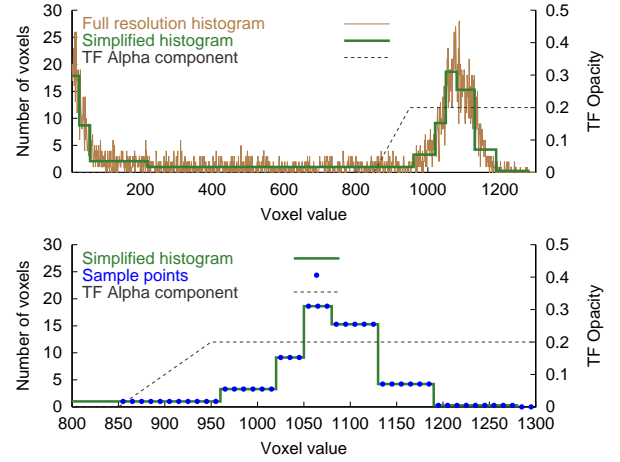 Full resolution histogram
Simplified histogram
TF Alpha component
Number of voxels
30
25
20
15
10
5
0
200 400 600 800 1000 1200
Voxel value
0.5
0.4
0.3
0.2
0.1
0
TF Opacity
Simplified histogram
Sample points
TF Alpha component
Number of voxels
30
25
20
15
10
5
0
800 850 900 950 1000 1050 1100 1150 1200 1250 1300
Voxel value
0.5
0.4
0.3
0.2
0.1
0
TF Opacity